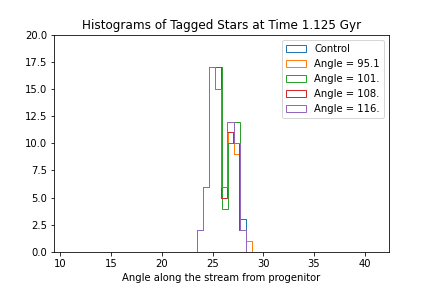 Histograms of Tagged Stars at Time 1.125 Gyr
Control
Angle = 95.1
Angle = 101.
Angle = 108.
Angle = 116.
20.0
17.5
15.0
12.5
10.0
7.5
5.0
2.5
0.0
10 15 20 25 30 35 40
Angle along the stream from progenitor